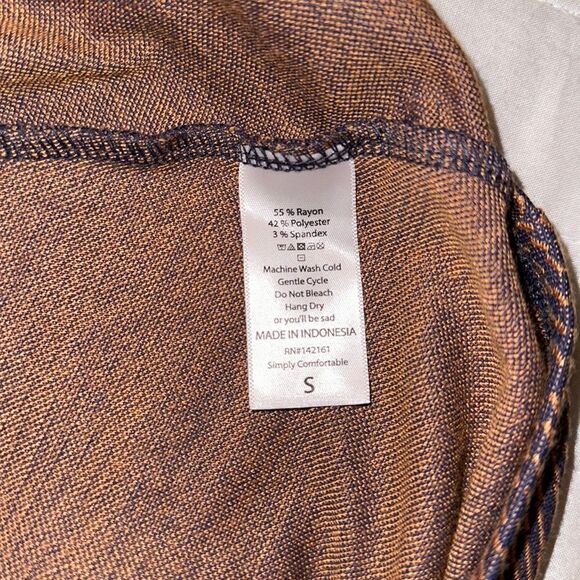 55 % Rayon
42 % Polyester
3 % Spandex
Machine Wash Cold
Gentle Cycle
Do Not Bleach
Hang Dry
or you'll be sad
MADE IN INDONESIA
RN#142161
Simply Comfortable
S